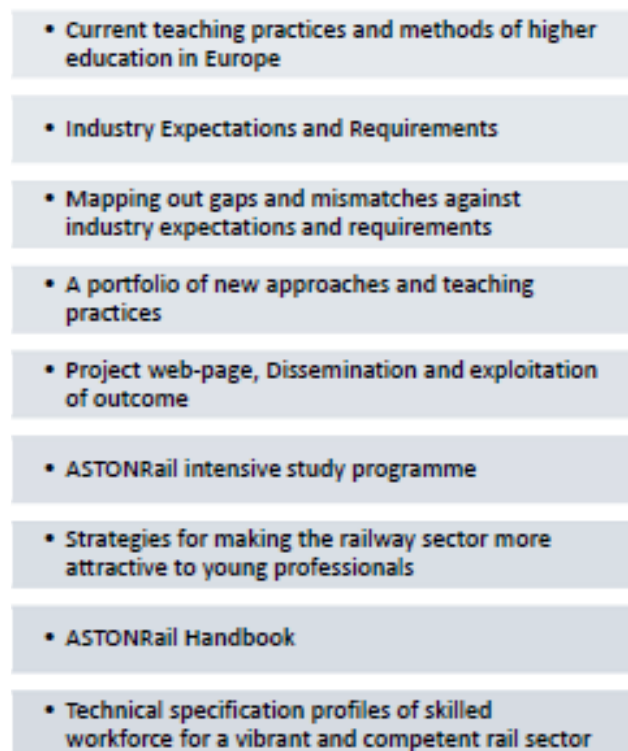 • Current teaching practices and methods of higher
education in Europe
• Industry Expectations and Requirements
• Mapping out gaps and mismatches against
industry expectations and requirements
• A portfolio of new approaches and teaching
practices
• Project web-page, Dissemination and exploitation
of outcome
• ASTONRail intensive study programme
• Strategies for making the railway sector more
attractive to young professionals
• ASTONRail Handbook
• Technical specification profiles of skilled
workforce for a vibrant and competent rail sector